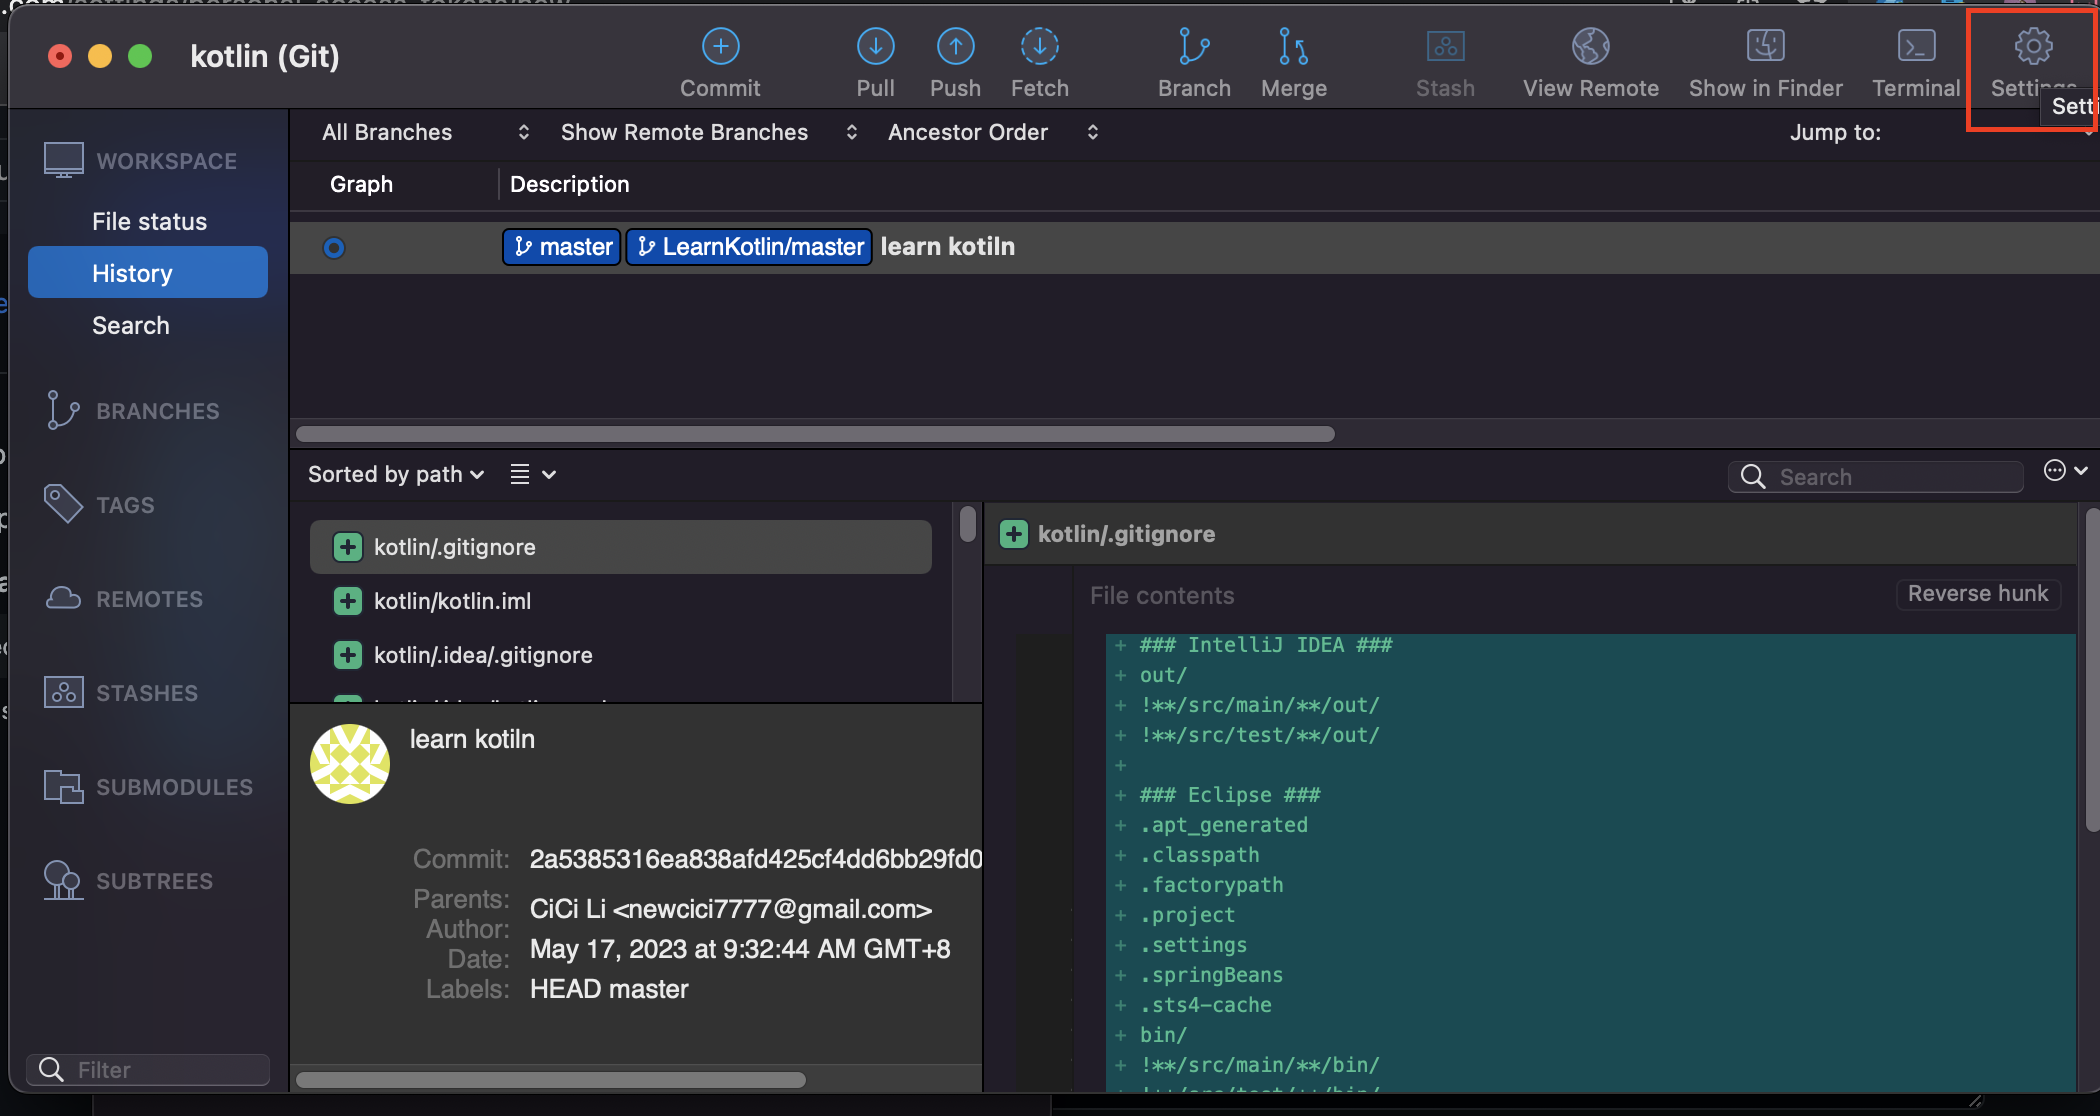 kotlin (Git)
Commit
Pull
Push
Fetch
Branch
Merge
Stash
View Remote
Show in Finder
Terminal
Settings
Setti
All Branches
Show Remote Branches
Ancestor Order
Jump to:
Graph
Description
master
LearnKotlin/master
learn kotiln
WORKSPACE
File status
History
Search
BRANCHES
TAGS
REMOTES
STASHES
SUBMODULES
SUBTREES
Filter
Sorted by path
Search
kotlin/.gitignore
kotlin/kotlin.iml
kotlin/.idea/.gitignore
learn kotiln
Commit: 2a5385316ea838afd425cf4dd6bb29fd0
Parents:
Author: CiCi Li <newcici7777@gmail.com>
Date: May 17, 2023 at 9:32:44 AM GMT+8
Labels: HEAD master
kotlin/.gitignore
File contents
Reverse hunk
+ ### IntelliJ IDEA ###
+ out/
+ !**/src/main/**/out/
+ !**/src/test/**/out/
+
+ ### Eclipse ###
+ .apt_generated
+ .classpath
+ .factorypath
+ .project
+ .settings
+ .springBeans
+ .sts4-cache
+ bin/
+ !**/src/main/**/bin/
+ !**/src/test/**/bin/